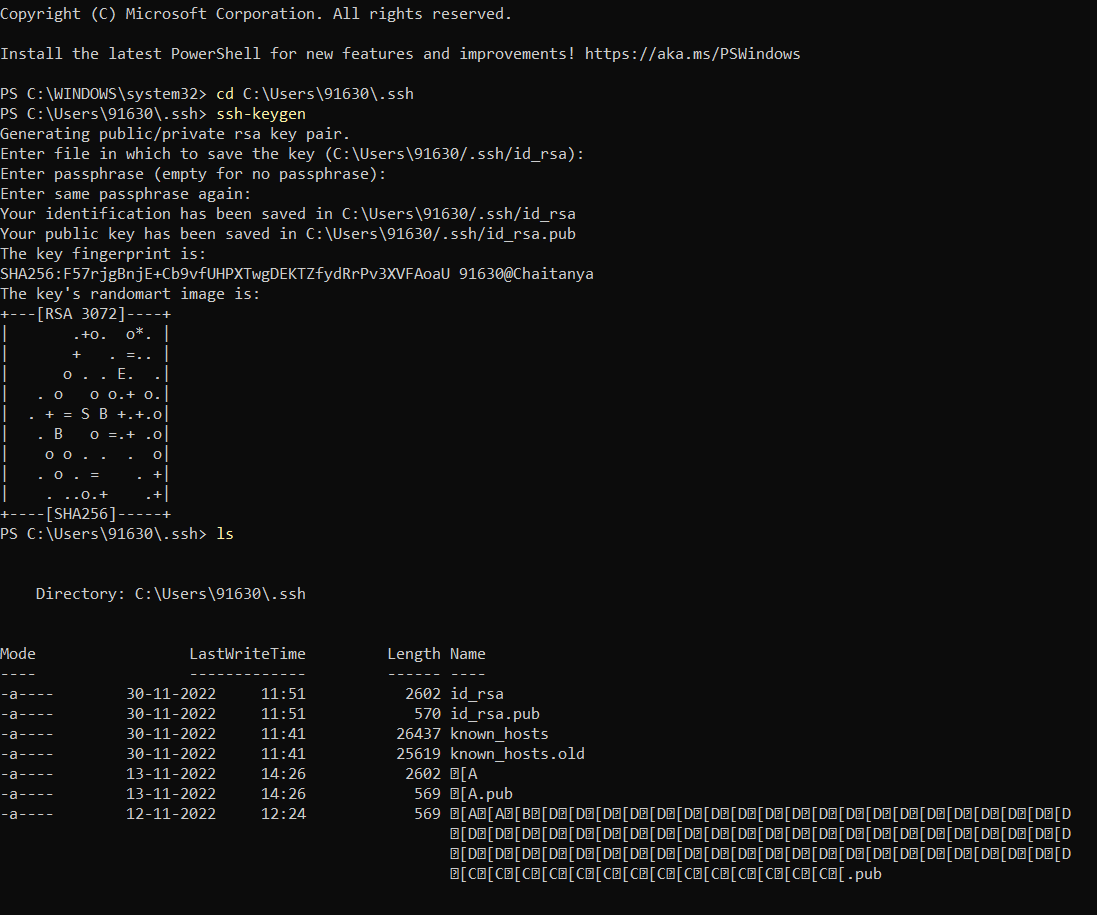 Copyright (C) Microsoft Corporation. All rights reserved.
Install the latest PowerShell for new features and improvements! https://aka.ms/PSWindows
PS C:\WINDOWS\system32> cd C:\Users\91630\.ssh
PS C:\Users\91630\.ssh> ssh-keygen
Generating public/private rsa key pair.
Enter file in which to save the key (C:\Users\91630/.ssh/id_rsa):
Enter passphrase (empty for no passphrase):
Enter same passphrase again:
Your identification has been saved in C:\Users\91630/.ssh/id_rsa
Your public key has been saved in C:\Users\91630/.ssh/id_rsa.pub
The key fingerprint is:
SHA256:F57rjgBnjE+Cb9vfUHPXTwgDEKTZfydRrPv3XVFAoaU 91630@Chaitanya
The key's randomart image is:
+---[RSA 3072]----+
|       .+o.  o*. |
|       +   . =.. |
|      o . . E.  .|
|   . o   o o.+ o.|
|  . + = S B +.+.o|
|   . B   o =.+ .o|
|    o o . .  .  o|
|   . o . =    . +|
|    . ..o.+    .+|
+----[SHA256]-----+
PS C:\Users\91630\.ssh> ls
    Directory: C:\Users\91630\.ssh
Mode                 LastWriteTime         Length Name
----                 -------------         ------ ----
-a----        30-11-2022     11:51           2602 id_rsa
-a----        30-11-2022     11:51            570 id_rsa.pub
-a----        30-11-2022     11:41          26437 known_hosts
-a----        30-11-2022     11:41          25619 known_hosts.old
-a----        13-11-2022     14:26           2602 �[A
-a----        13-11-2022     14:26            569 �[A.pub
-a----        12-11-2022     12:24            569 �[A�[A�[B�[D�[D�[D�[D�[D�[D�[D�[D�[D�[D�[D�[D�[D�[D�[D�[D�[D�[D�[D�[D
�[D�[D�[D�[D�[D�[D�[D�[D�[D�[D�[D�[D�[D�[D�[D�[D�[D�[D�[D�[D�[D�[D�[D
�[D�[D�[D�[D�[D�[D�[D�[D�[D�[D�[D�[D�[D�[D�[D�[D�[D�[D�[D�[D�[D�[D�[D
�[C�[C�[C�[C�[C�[C�[C�[C�[C�[C�[C�[C�[C�[C�[.pub